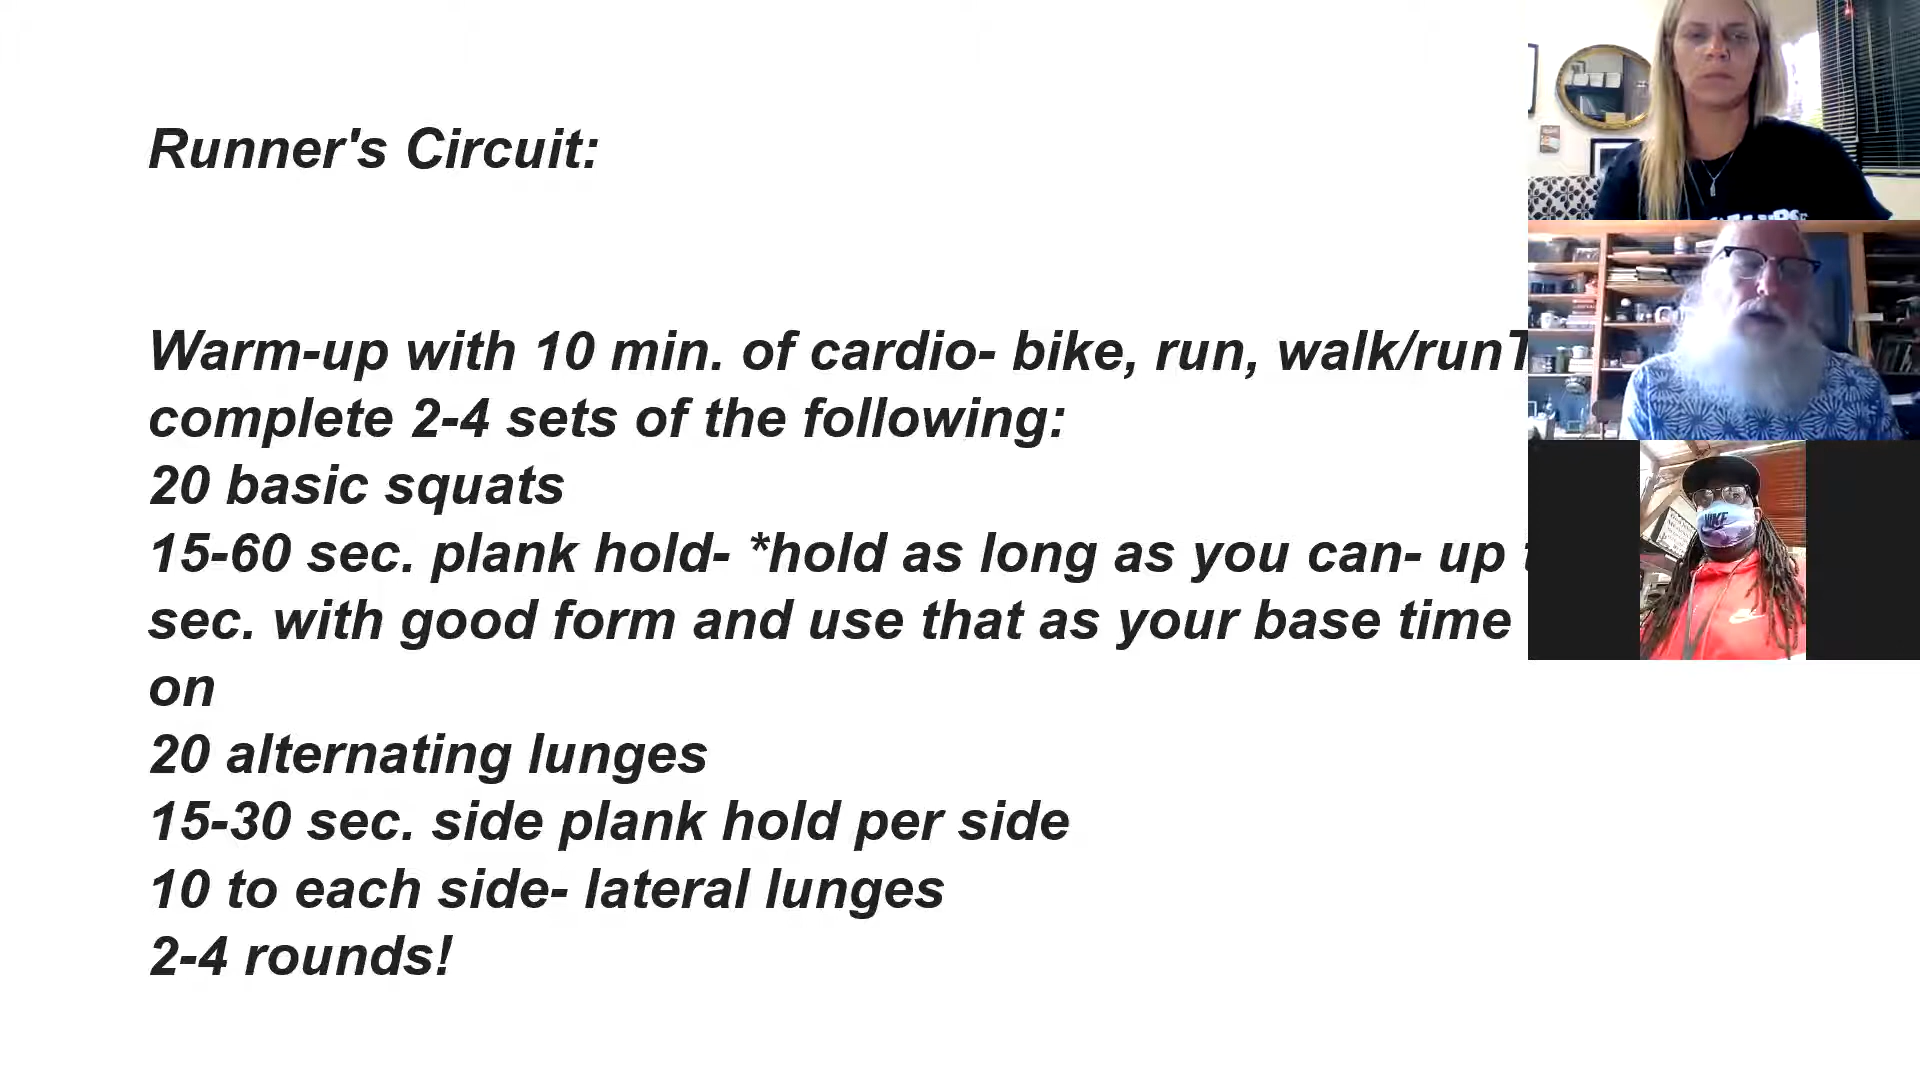 Runner's Circuit:
Warm-up with 10 min. of cardio- bike, run, walk/runT
complete 2-4 sets of the following:
20 basic squats
15-60 sec. plank hold- *hold as long as you can- up
sec. with good form and use that as your base time
on
20 alternating lunges
15-30 sec. side plank hold per side
10 to each side- lateral lunges
2-4 rounds!
NIKE